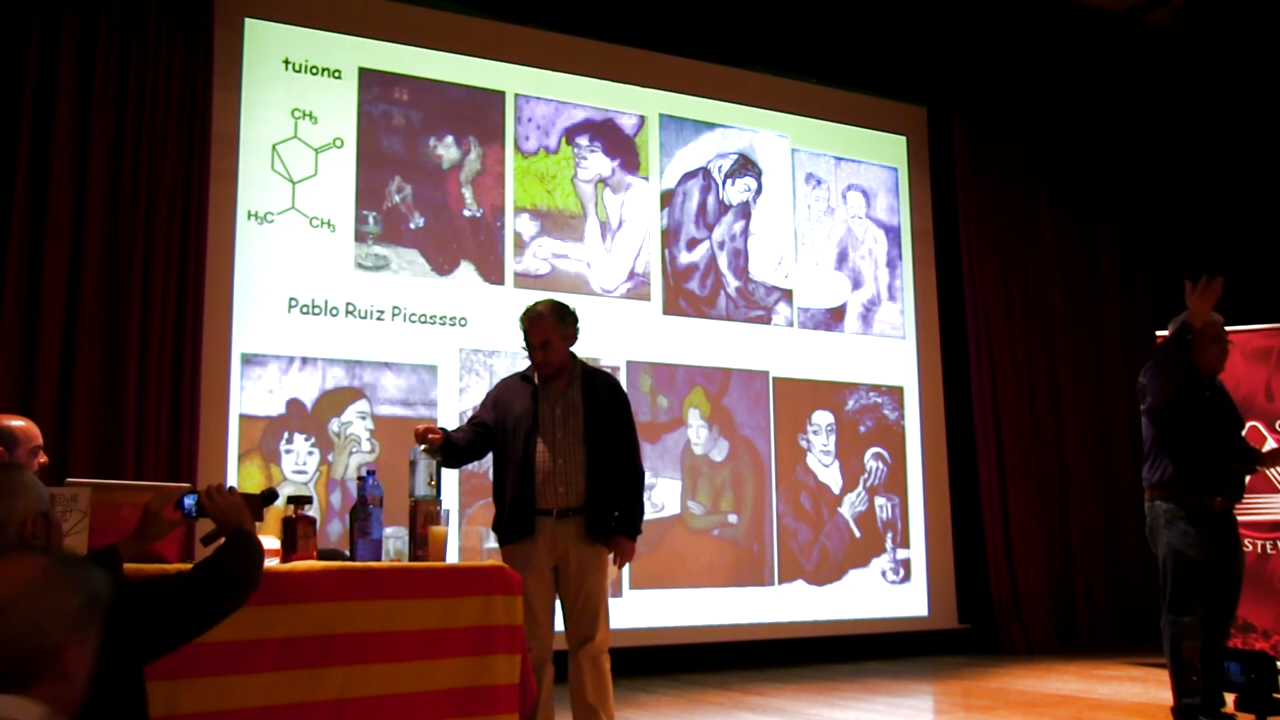 tuiona
CH3
O
H3C
CH3
Pablo Ruiz Picassso